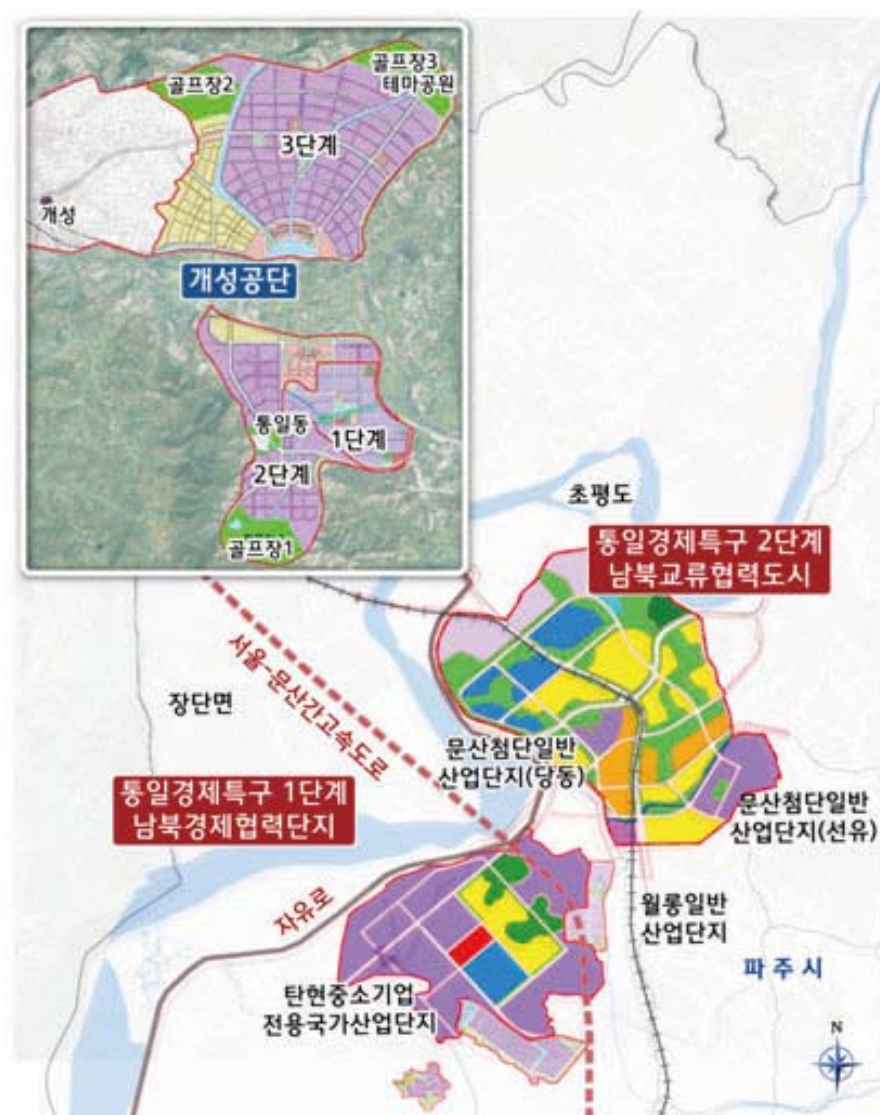 골프장2
골프장3
테마공원
3단계
개성
개성공단
통일동
1단계
2단계
골프장1
초평도
통일경제특구 2단계
남북교류협력도시
서울-문산간고속도로
장단면
문산첨단일반
산업단지(당동)
통일경제특구 1단계
남북경제협력단지
문산첨단일반
산업단지(선유)
자유로
월롱일반
산업단지
파주시
탄현중소기업
전용국가산업단지
N